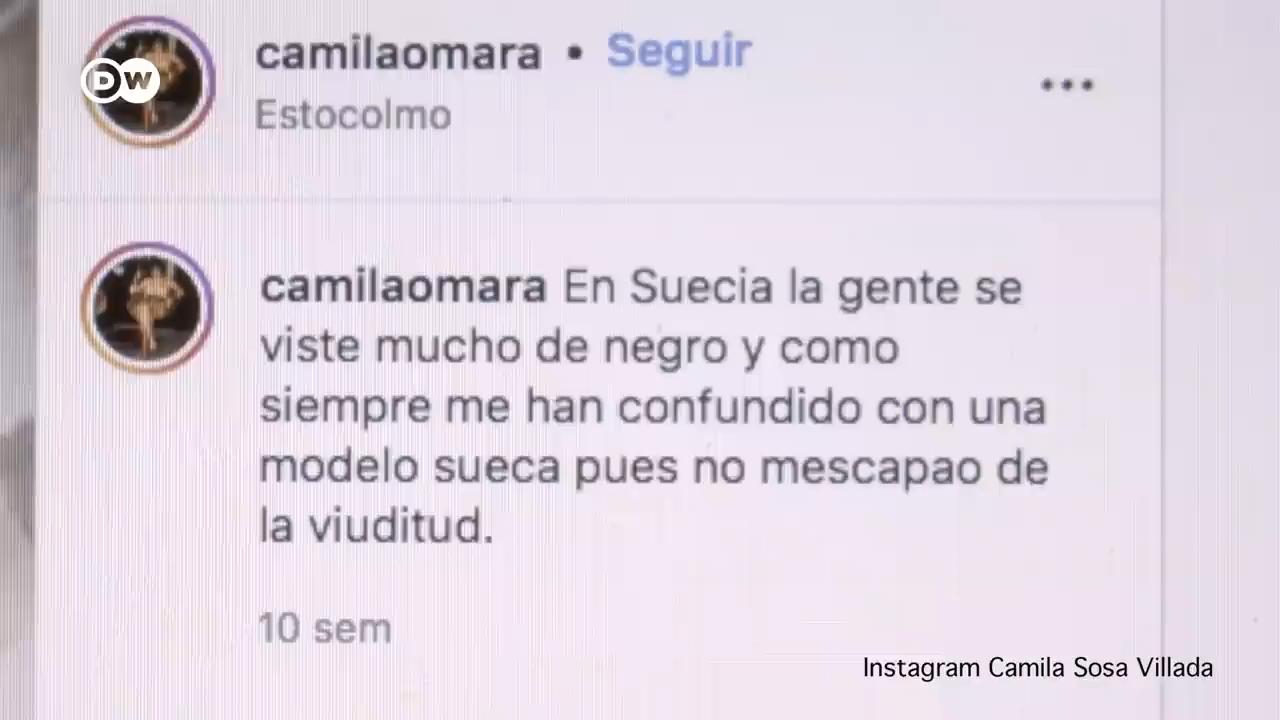 camilaomara • Seguir
DW
Estocolmo
camilaomara En Suecia la gente se
viste mucho de negro y como
siempre me han confundido con una
modelo sueca pues no mescapao de
la viuditud.
10 sem
Instagram Camila Sosa Villada